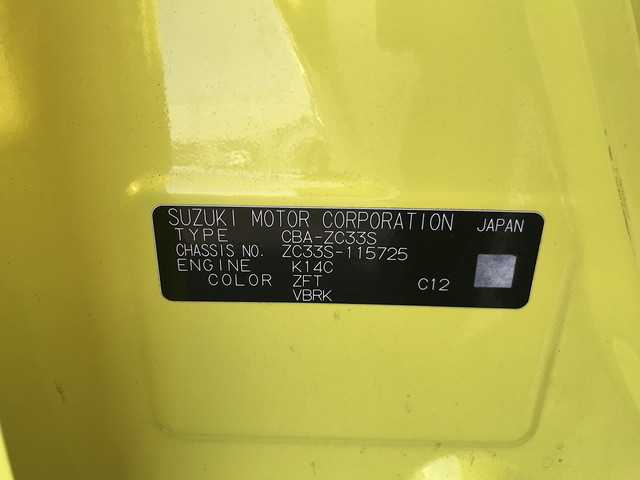 SUZUKI MOTOR CORPORATION JAPAN
TYPE CBA-ZC33S
CHASSIS NO. ZC33S-115725
ENGINE K14C
COLOR ZFT C12
VBRK